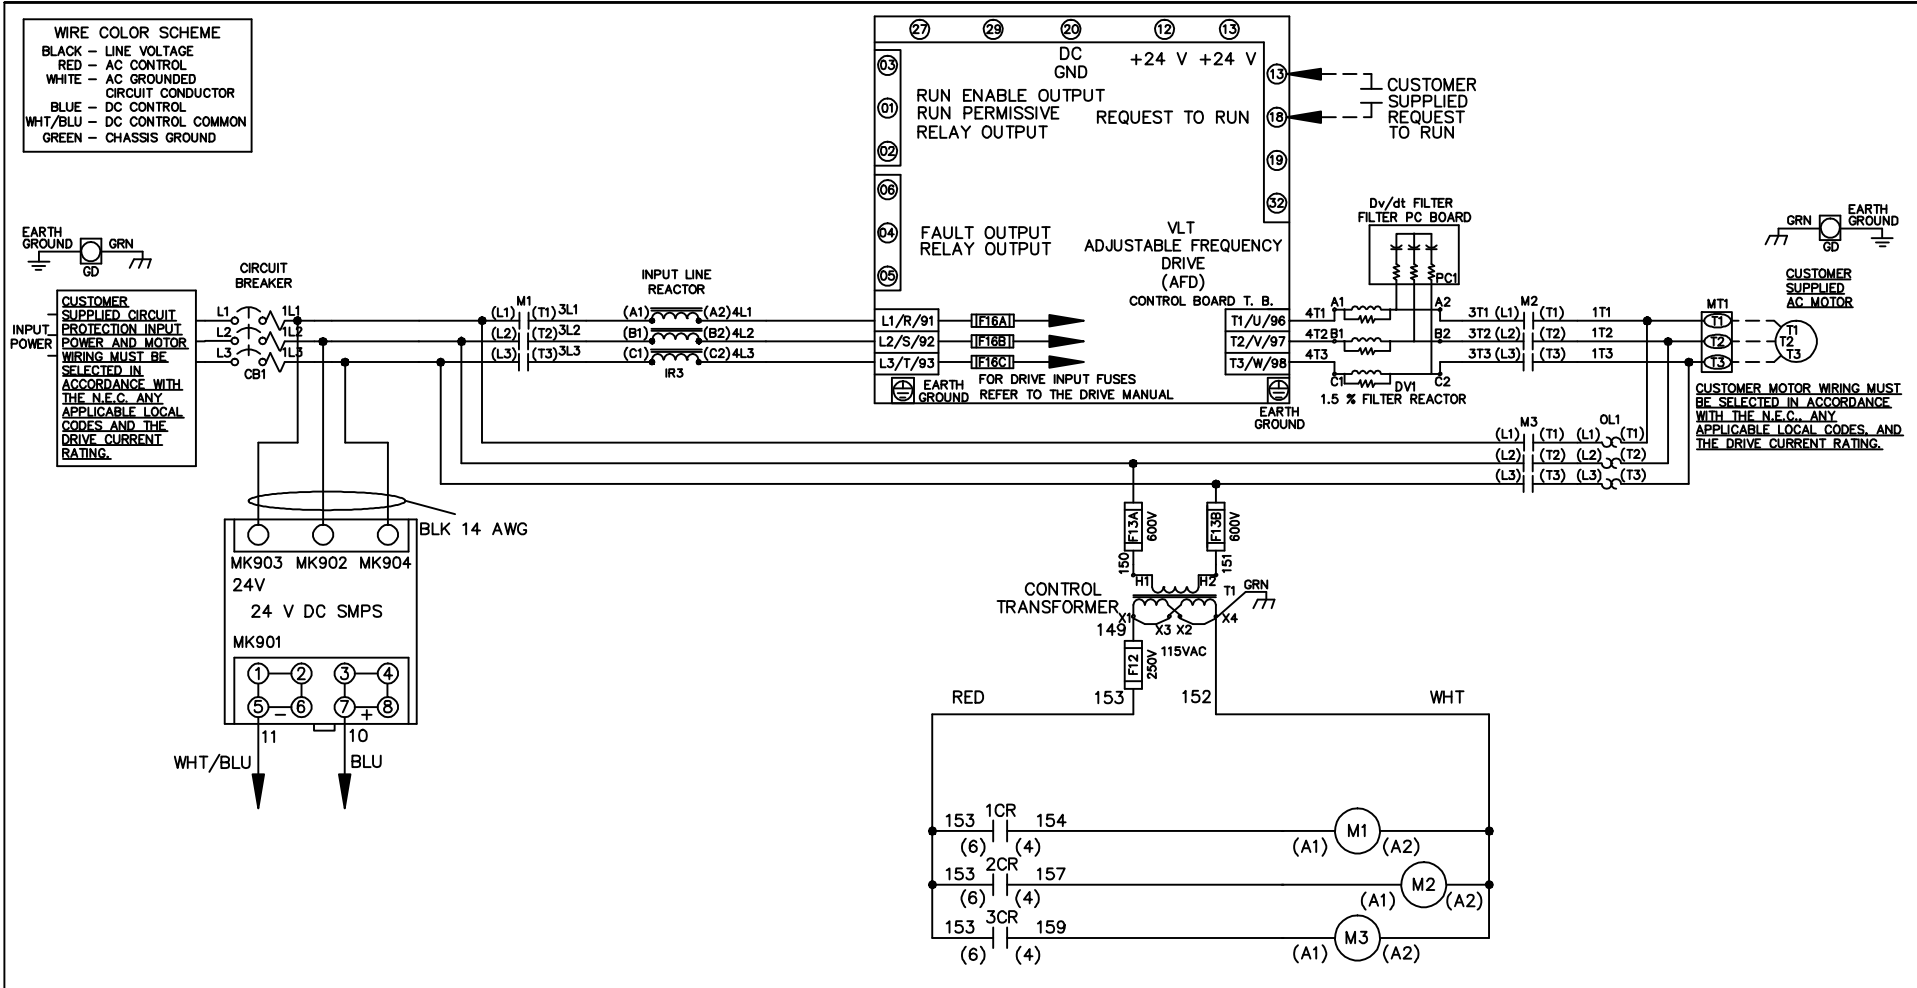 WIRE COLOR SCHEME
BLACK – LINE VOLTAGE
RED – AC CONTROL
WHITE – AC GROUNDED
CIRCUIT CONDUCTOR
BLUE – DC CONTROL
WHT/BLU – DC CONTROL COMMON
GREEN – CHASSIS GROUND
27
29
20
12
13
DC
GND
+24 V
+24 V
03
01
02
RUN ENABLE OUTPUT
RUN PERMISSIVE
RELAY OUTPUT
REQUEST TO RUN
13
18
19
32
CUSTOMER
SUPPLIED
REQUEST
TO RUN
06
04
05
FAULT OUTPUT
RELAY OUTPUT
VLT
ADJUSTABLE FREQUENCY
DRIVE
(AFD)
CONTROL BOARD T. B.
L1/R/91
L2/S/92
L3/T/93
F16A
F16B
F16C
T1/U/96
T2/V/97
T3/W/98
EARTH
GROUND
FOR DRIVE INPUT FUSES
REFER TO THE DRIVE MANUAL
EARTH
GROUND
EARTH
GROUND
GRN
GD
CIRCUIT
BREAKER
INPUT
POWER
CUSTOMER
SUPPLIED CIRCUIT
PROTECTION INPUT
POWER AND MOTOR
WIRING MUST BE
SELECTED IN
ACCORDANCE WITH
THE N.E.C. ANY
APPLICABLE LOCAL
CODES AND THE
DRIVE CURRENT
RATING.
L1
1L1
L2
1L2
L3
1L3
CB1
M1
(L1)
(T1)
3L1
(L2)
(T2)
3L2
(L3)
(T3)
3L3
INPUT LINE
REACTOR
(A1)
(A2)
4L1
(B1)
(B2)
4L2
(C1)
(C2)
4L3
IR3
Dv/dt FILTER
FILTER PC BOARD
PC1
4T1
A1
A2
4T2
B1
B2
4T3
C1
C2
DV1
1.5 % FILTER REACTOR
M2
3T1
(L1)
(T1)
1T1
3T2
(L2)
(T2)
1T2
3T3
(L3)
(T3)
1T3
GRN
EARTH
GROUND
GD
CUSTOMER
SUPPLIED
AC MOTOR
MT1
T1
T2
T3
T1
T2
T3
CUSTOMER MOTOR WIRING MUST
BE SELECTED IN ACCORDANCE
WITH THE N.E.C., ANY
APPLICABLE LOCAL CODES, AND
THE DRIVE CURRENT RATING.
M3
OL1
(L1)
(T1)
(L1)
(T1)
(L2)
(T2)
(L2)
(T2)
(L3)
(T3)
(L3)
(T3)
BLK 14 AWG
MK903
MK902
MK904
24V
24 V DC SMPS
MK901
1
2
3
4
5
–
6
7
+
8
11
10
WHT/BLU
BLU
F13A
600V
F13B
600V
150
151
H1
H2
CONTROL
TRANSFORMER
T1
GRN
X1
X3
X2
X4
149
115VAC
F12
250V
RED
153
152
WHT
153
1CR
154
(6)
(4)
(A1)
M1
(A2)
153
2CR
157
(6)
(4)
(A1)
M2
(A2)
153
3CR
159
(6)
(4)
(A1)
M3
(A2)